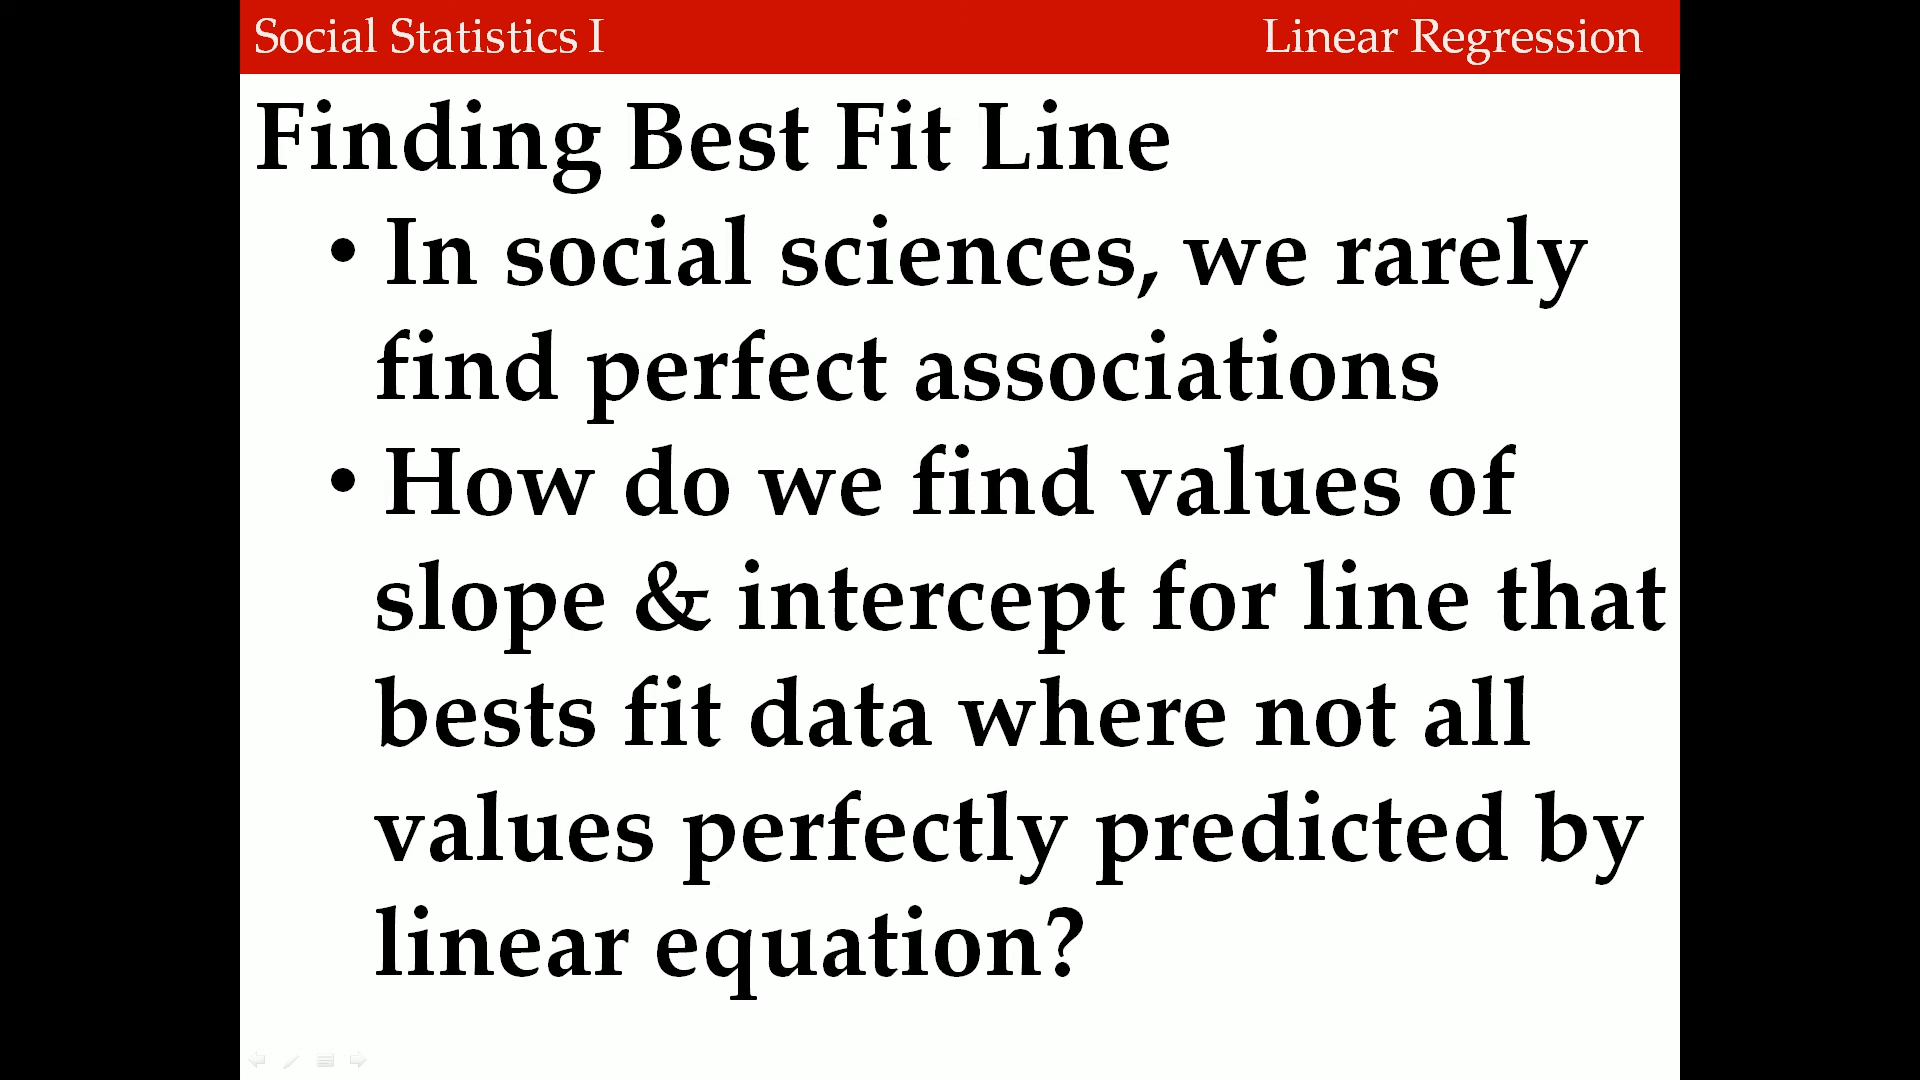 Social Statistics I
Linear Regression
Finding Best Fit Line
• In social sciences, we rarely
find perfect associations
• How do we find values of
slope & intercept for line that
bests fit data where not all
values perfectly predicted by
linear equation?